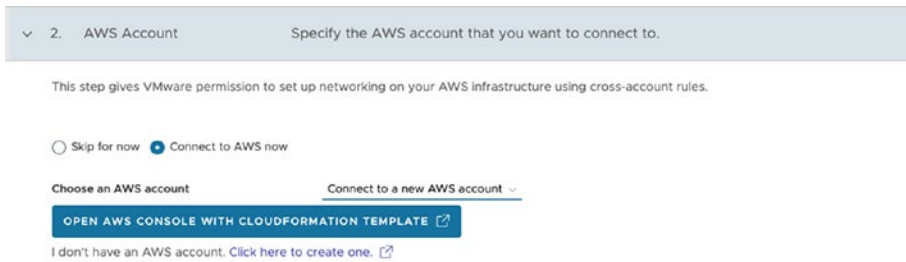 2. AWS Account Specify the AWS account that you want to connect to.
This step gives VMware permission to set up networking on your AWS infrastructure using cross-account rules.
Skip for now Connect to AWS now
Choose an AWS account Connect to a new AWS account
OPEN AWS CONSOLE WITH CLOUDFORMATION TEMPLATE
I don't have an AWS account. Click here to create one.